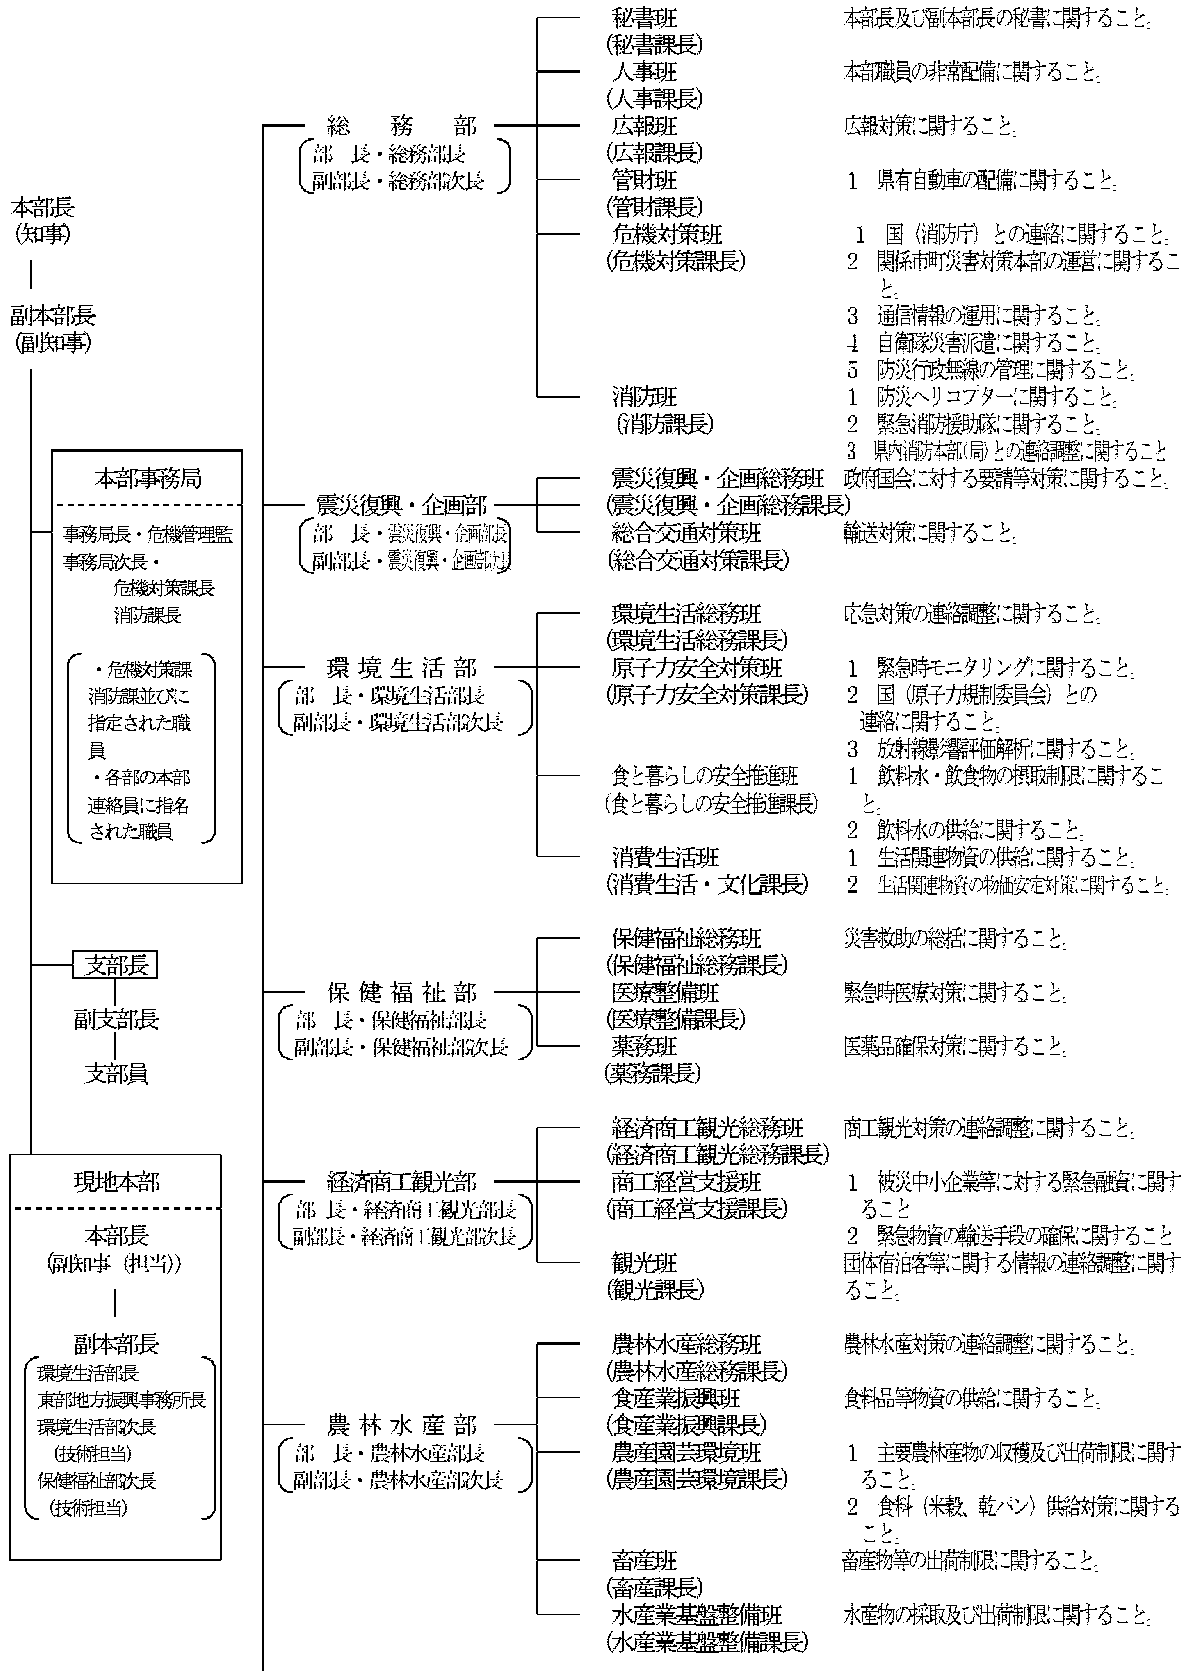 本部長
(知事)
副本部長
(副知事)
本部事務局
事務局長・危機管理監
事務局次長・
危機対策課長
消防課長
・危機対策課
消防課並びに
指定された職
員
・各部の本部
連絡員に指名
された職員
支部長
副支部長
支部員
現地本部
本部長
(副知事（担当）)
副本部長
環境生活部長
東部地方振興事務所長
環境生活部次長
(技術担当)
保健福祉部次長
(技術担当)
総　務　部
部　長・総務部長
副部長・総務部次長
秘書班　本部長及び副本部長の秘書に関すること。
(秘書課長)
人事班　本部職員の非常配備に関すること。
(人事課長)
広報班　広報対策に関すること。
(広報課長)
管財班　1　県有自動車の配備に関すること。
(管財課長)
危機対策班　1　国（消防庁）との連絡に関すること。
(危機対策課長)　2　関係市町災害対策本部の運営に関するこ
と。
3　通信情報の運用に関すること。
4　自衛隊災害派遣に関すること。
5　防災行政無線の管理に関すること。
消防班　1　防災ヘリコプターに関すること。
(消防課長)　2　緊急消防援助隊に関すること。
3　県内消防本部(局)との連絡調整に関すること
震災復興・企画部
部　長・震災復興・企画部長
副部長・震災復興・企画部次長
震災復興・企画総務班　政府国会に対する要請等対策に関すること。
(震災復興・企画総務課長)
総合交通対策班　輸送対策に関すること。
(総合交通対策課長)
環境生活部
部　長・環境生活部長
副部長・環境生活部次長
環境生活総務班　応急対策の連絡調整に関すること。
(環境生活総務課長)
原子力安全対策班　1　緊急時モニタリングに関すること。
(原子力安全対策課長)　2　国（原子力規制委員会）との
連絡に関すること。
3　放射線影響評価解析に関すること。
食と暮らしの安全推進班　1　飲料水・飲食物の摂取制限に関するこ
(食と暮らしの安全推進課長)　と。
2　飲料水の供給に関すること。
消費生活班　1　生活関連物資の供給に関すること。
(消費生活・文化課長)　2　生活関連物資の物価安定対策に関すること。
保健福祉部
部　長・保健福祉部長
副部長・保健福祉部次長
保健福祉総務班　災害救助の総括に関すること。
(保健福祉総務課長)
医療整備班　緊急時医療対策に関すること。
(医療整備課長)
薬務班　医薬品確保対策に関すること。
(薬務課長)
経済商工観光部
部　長・経済商工観光部長
副部長・経済商工観光部次長
経済商工観光総務班　商工観光対策の連絡調整に関すること。
(経済商工観光総務課長)
商工経営支援班　1　被災中小企業等に対する緊急融資に関す
(商工経営支援課長)　ること
2　緊急物資の輸送手段の確保に関すること
観光班　団体宿泊客等に関する情報の連絡調整に関す
(観光課長)　ること。
農林水産部
部　長・農林水産部長
副部長・農林水産部次長
農林水産総務班　農林水産対策の連絡調整に関すること。
(農林水産総務課長)
食産業振興班　食料品等物資の供給に関すること。
(食産業振興課長)
農産園芸環境班　1　主要農林産物の収穫及び出荷制限に関す
(農産園芸環境課長)　ること。
2　食料（米穀、乾パン）供給対策に関する
こと。
畜産班　畜産物等の出荷制限に関すること。
(畜産課長)
水産業基盤整備班　水産物の採取及び出荷制限に関すること。
(水産業基盤整備課長)